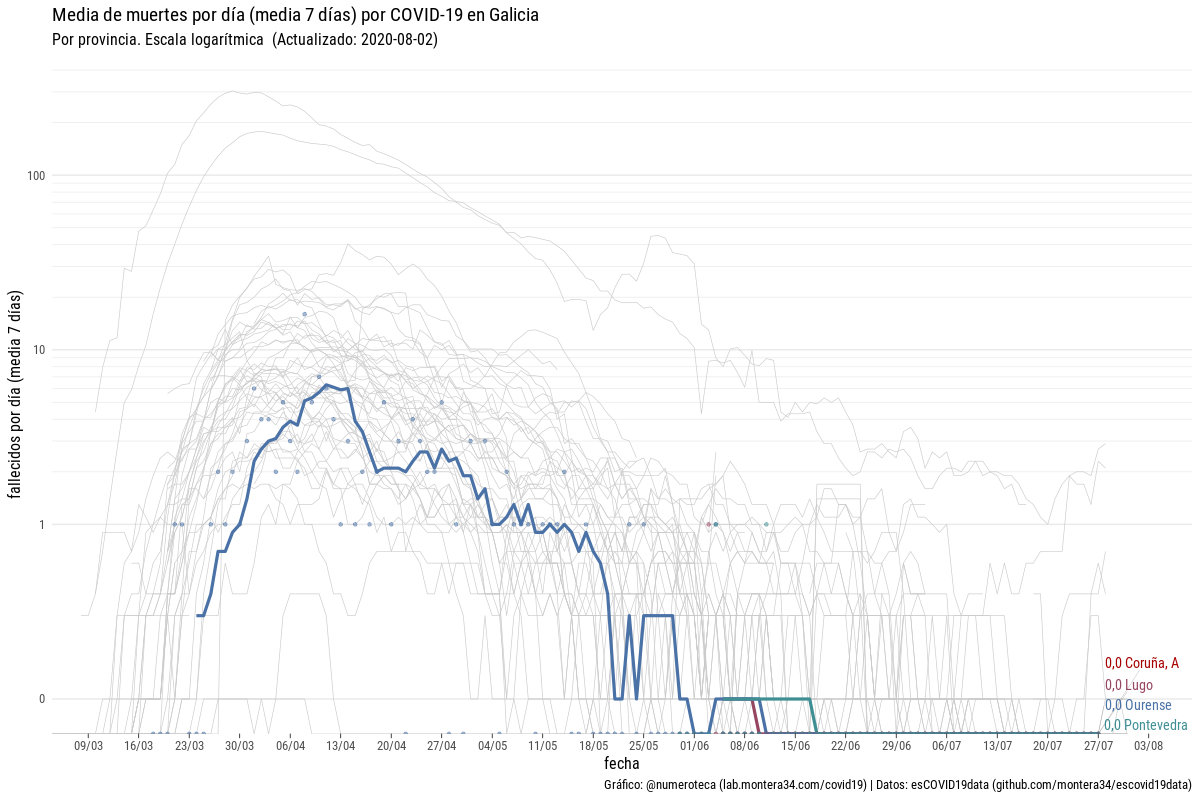 Media de muertes por día (media 7 días) por COVID-19 en Galicia
Por provincia. Escala logarítmica  (Actualizado: 2020-08-02)
fallecidos por día (media  7 días)
100
10
1
0
0,0 Coruña, A
0,0 Lugo
0,0 Ourense
0,0 Pontevedra
09/03 16/03 23/03 30/03 06/04 13/04 20/04 27/04 04/05 11/05 18/05 25/05 01/06 08/06 15/06 22/06 29/06 06/07 13/07 20/07 27/07 03/08
fecha
Gráfico: @numeroteca (lab.montera34.com/covid19) | Datos: esCOVID19data (github.com/montera34/escovid19data)